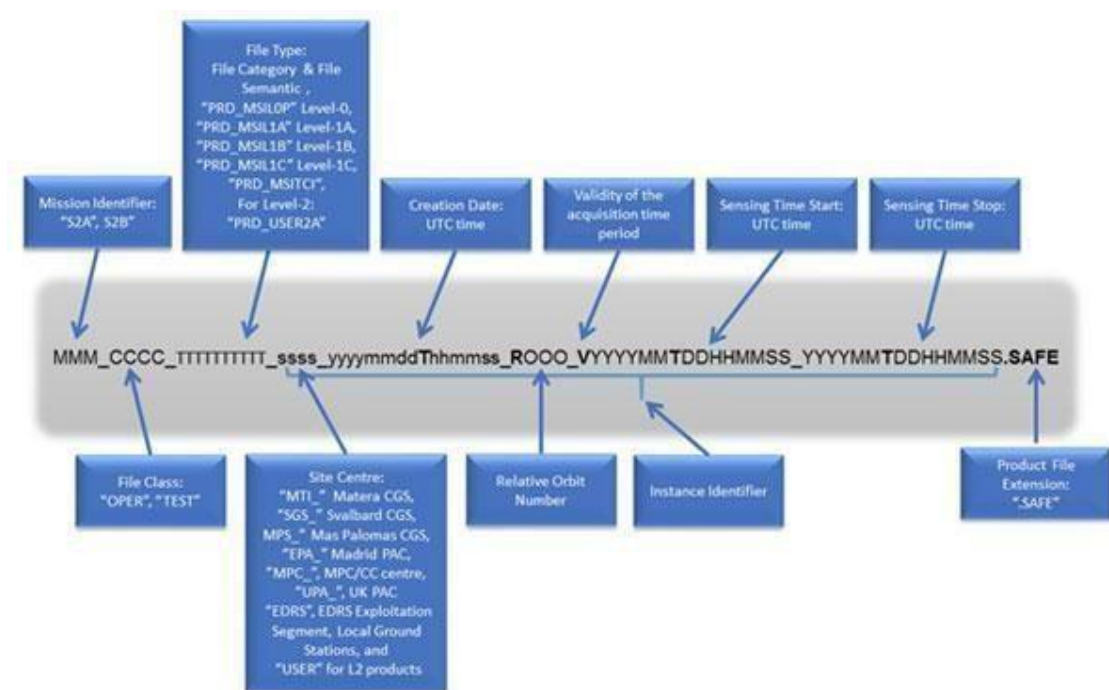 File Type:
File Category & File
Semantic ,
“PRD_MSIL0P” Level-0,
“PRD_MSIL1A” Level-1A,
“PRD_MSIL1B” Level-1B,
“PRD_MSIL1C” Level-1C,
“PRD_MSITCI”,
For Level-2:
“PRD_USER2A”
Mission Identifier:
“S2A”, S2B”
Creation Date:
UTC time
Validity of the
acquisition time
period
Sensing Time Start:
UTC time
Sensing Time Stop:
UTC time
MMM_CCCC_TTTTTTTTTT_ssss_yyyymmddThhmmss_ROOO_VYYYYMMTDDHHMMSS_YYYYMMTDDHHMMSS.SAFE
File Class:
“OPER”, “TEST”
Site Centre:
“MTI_” Matera CGS,
“SGS_” Svalbard CGS,
MPS_” Mas Palomas CGS,
“EPA_” Madrid PAC,
“MPC_”, MPC/CC centre,
“UPA_”, UK PAC
“EDRS”, EDRS Exploitation
Segment, Local Ground
Stations, and
“USER” for L2 products
Relative Orbit
Number
Instance Identifier
Product File
Extension:
“.SAFE”